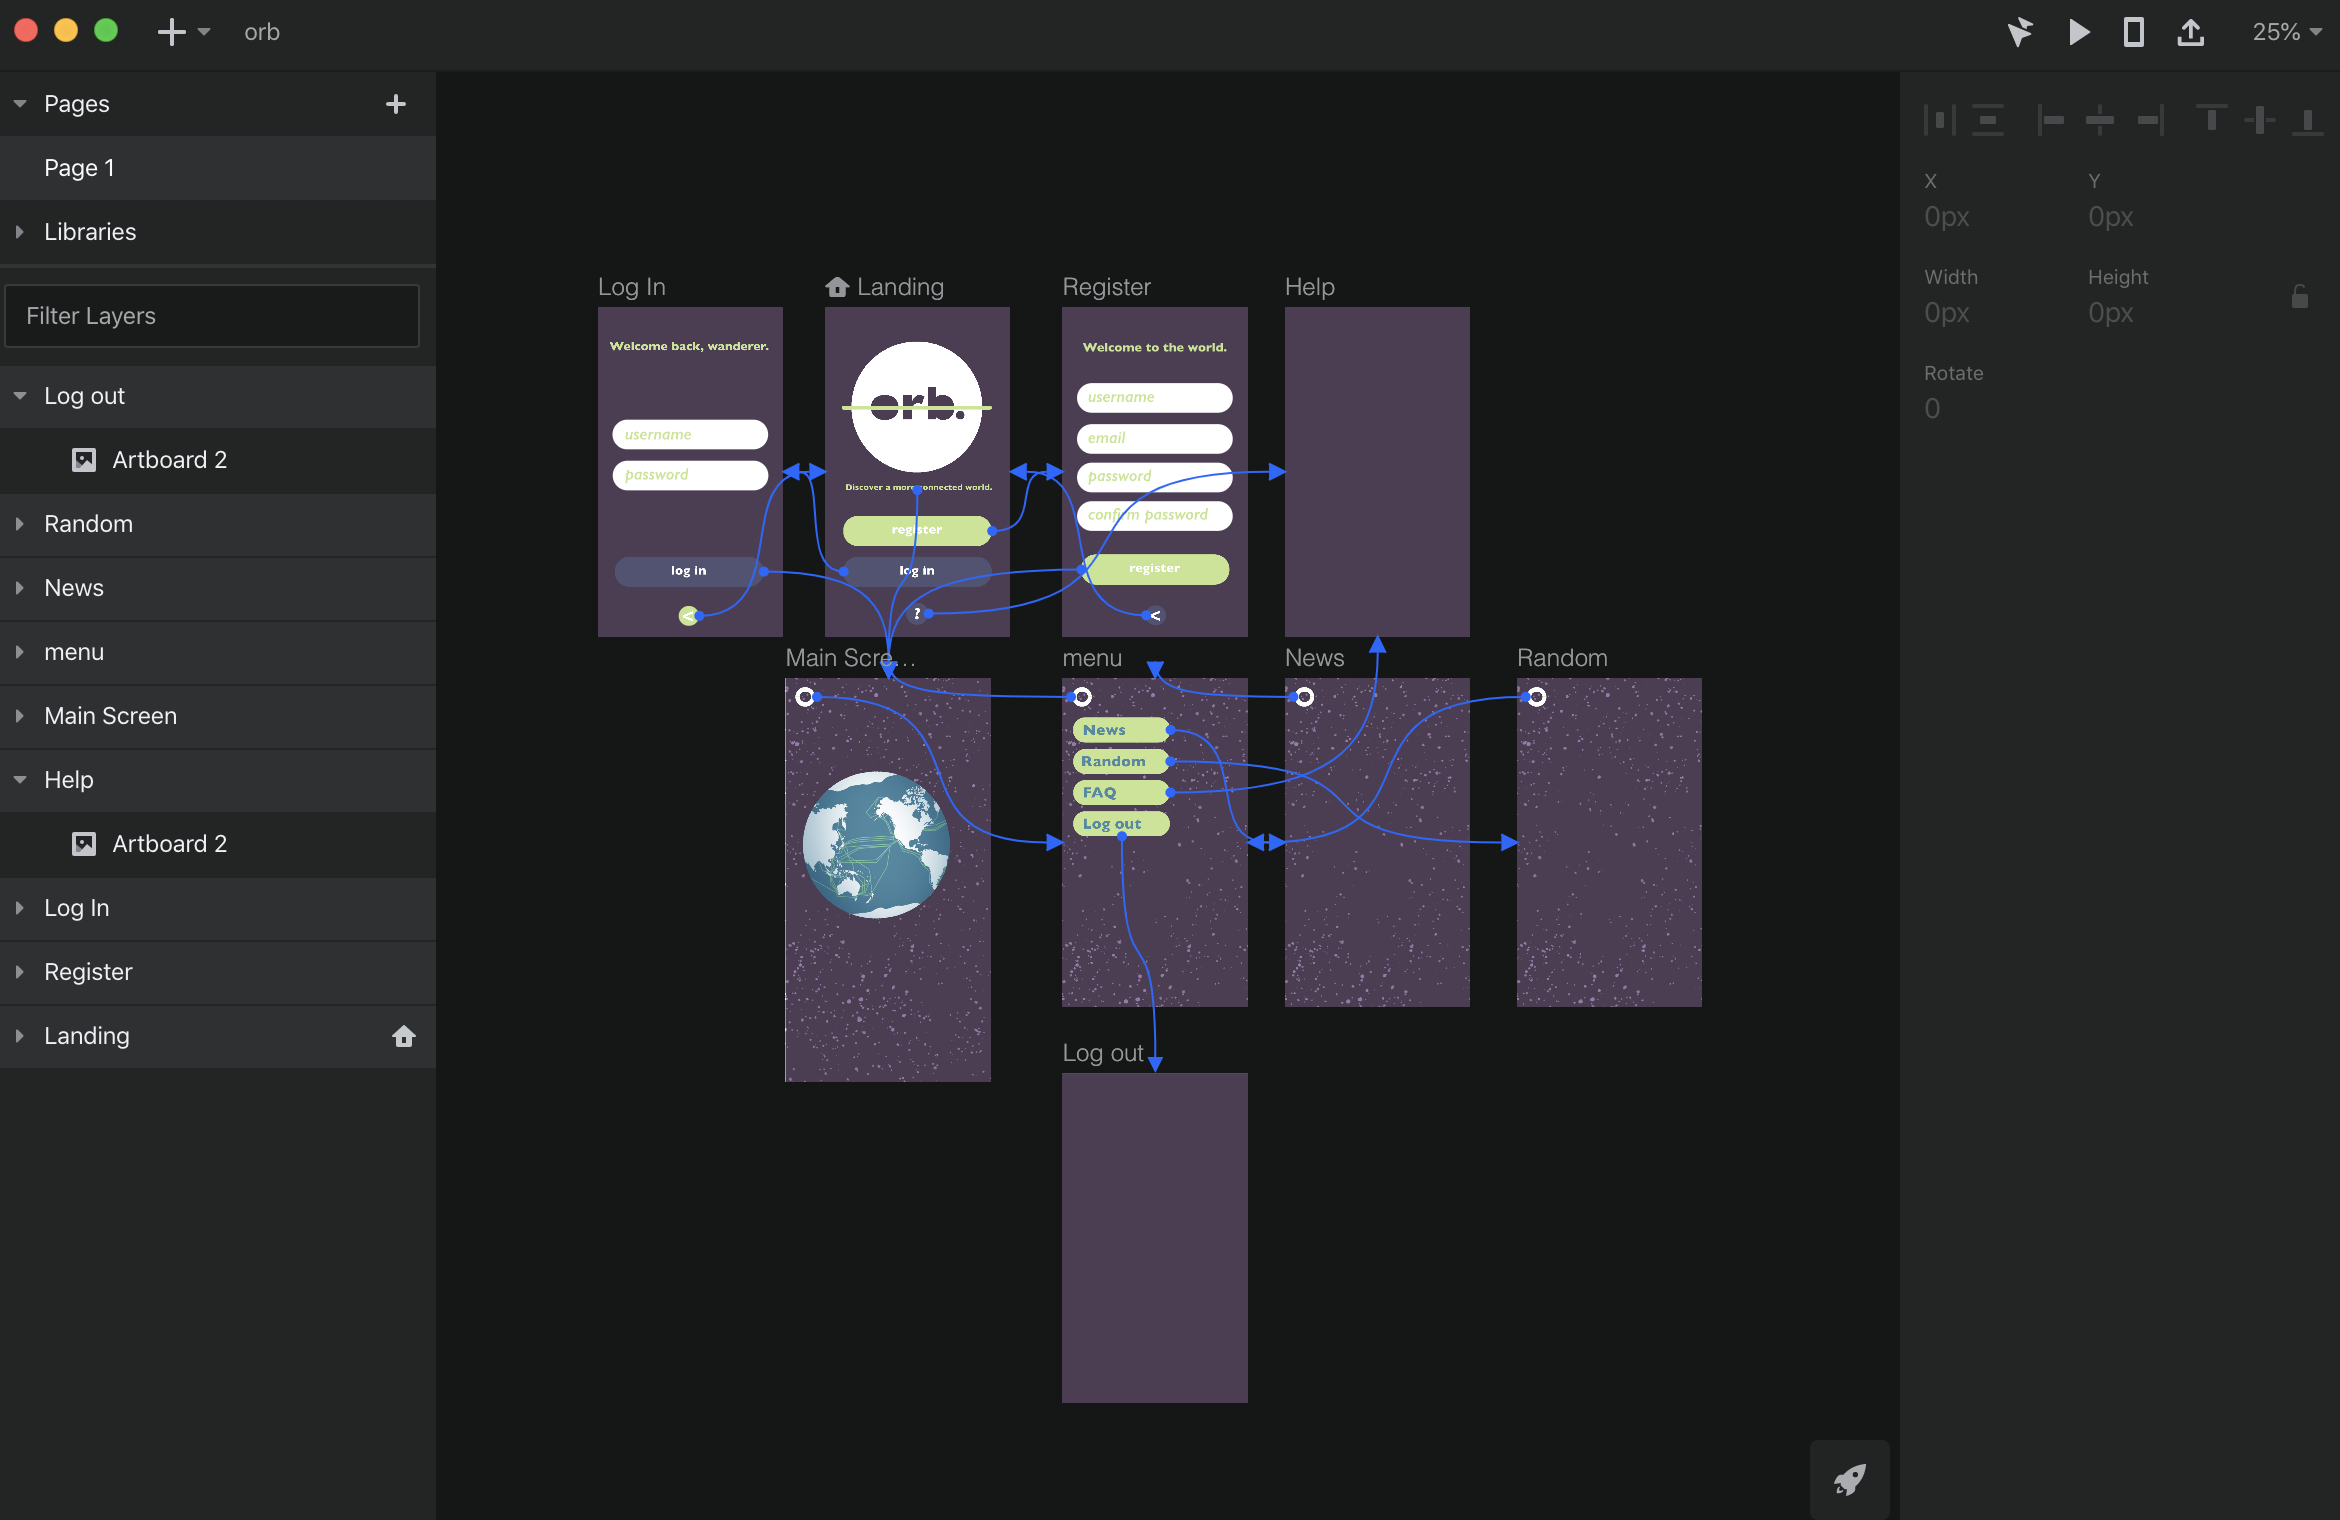 orb
25%
Pages
Page 1
Libraries
Filter Layers
Log out
Artboard 2
Random
News
menu
Main Screen
Help
Artboard 2
Log In
Register
Landing
Log In
Welcome back, wanderer.
username
password
log in
<
Landing
orb.
Discover a more connected world.
register
log in
?
Register
Welcome to the world.
username
email
password
confirm password
register
<
Help
Main Scre...
menu
News
Random
FAQ
Log out
News
Random
Log out
X
Y
0px
0px
Width
Height
0px
0px
Rotate
0